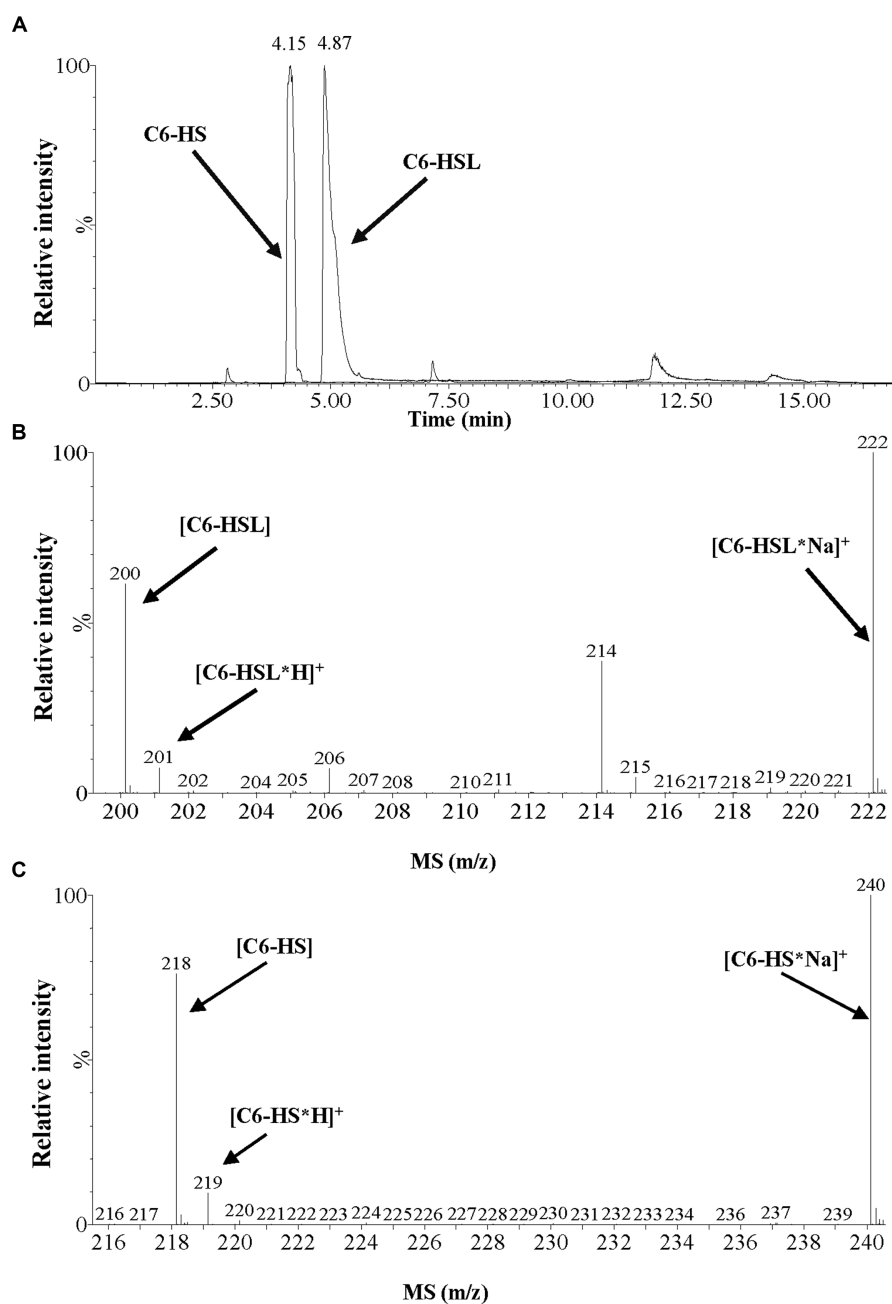 A
4.15 4.87
100
C6-HS
C6-HSL
Relative intensity
%
0
2.50 5.00 7.50 10.00 12.50 15.00
Time (min)
B
100
222
[C6-HSL]
200
[C6-HSL*Na]+
[C6-HSL*H]+
214
Relative intensity
%
201 202 204 205 206 207 208 210 211 215 216 217 218 219 220 221
0
200 202 204 206 208 210 212 214 216 218 220 222
MS (m/z)
C
100
240
[C6-HS]
218
[C6-HS*Na]+
[C6-HS*H]+
Relative intensity
%
219
216 217 220 221 222 223 224 225 226 227 228 229 230 231 232 233 234 236 237 239
0
216 218 220 222 224 226 228 230 232 234 236 238 240
MS (m/z)